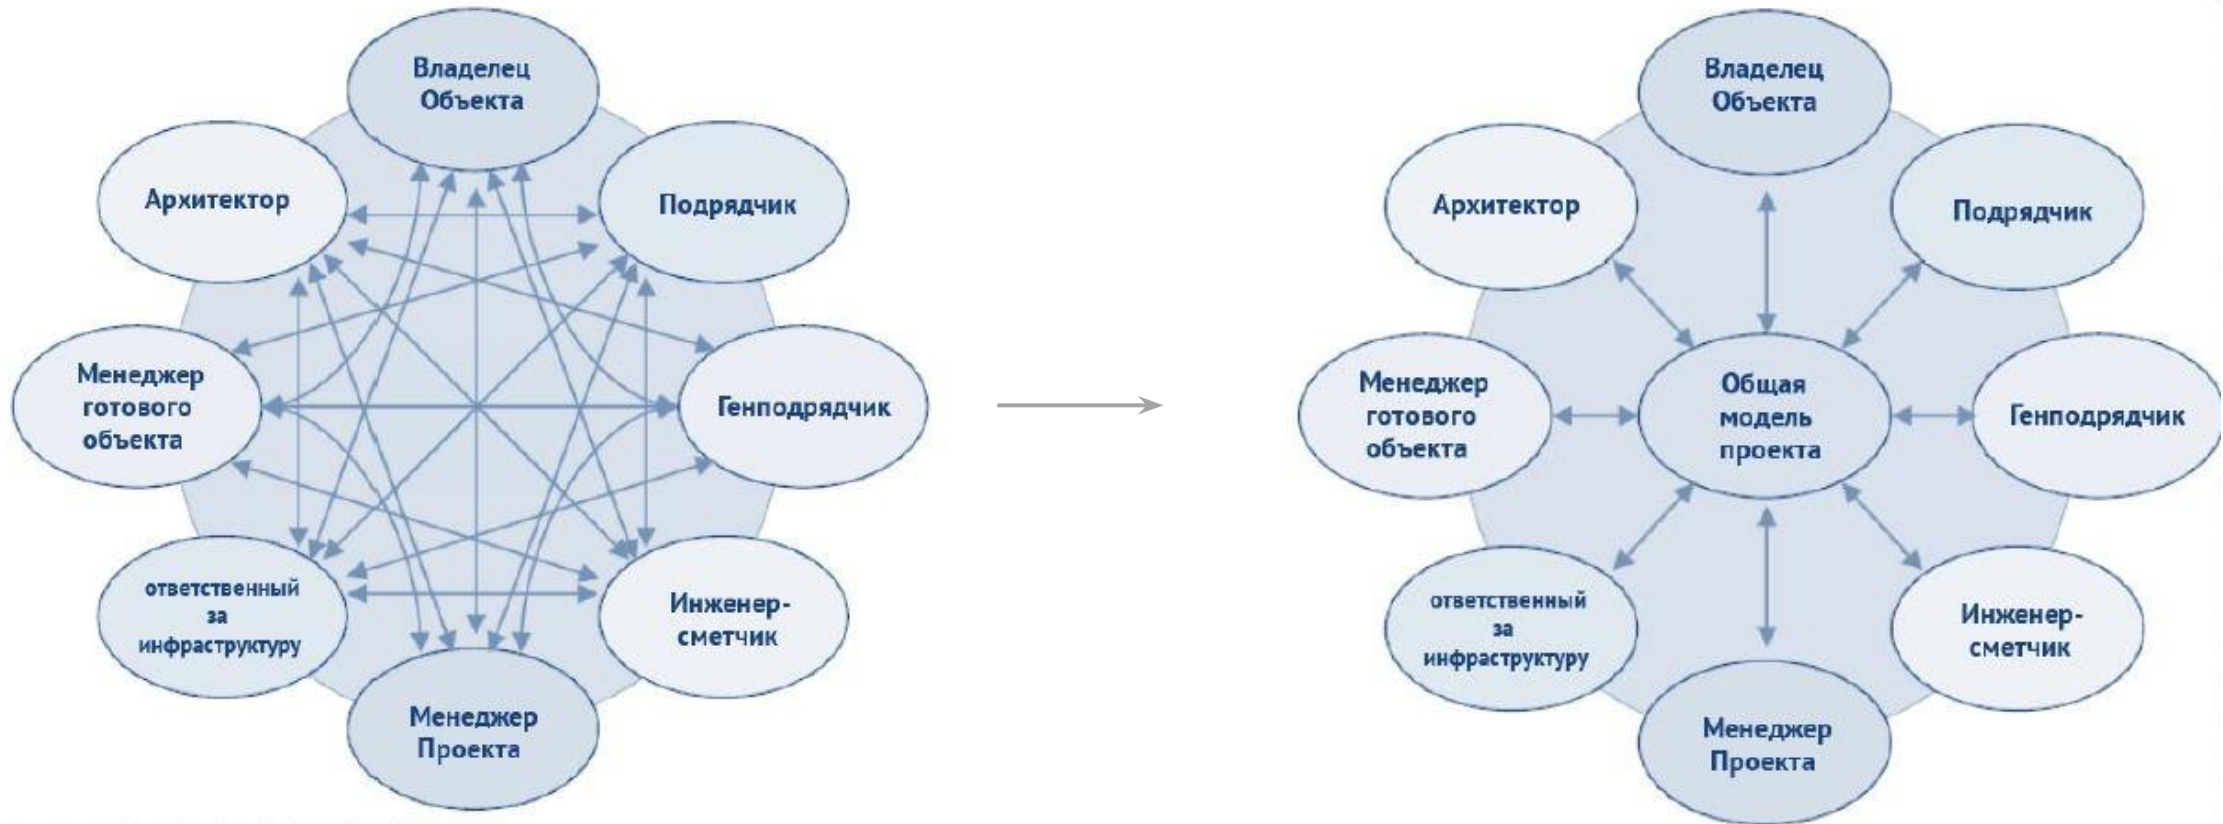 Владелец
Объекта
Архитектор
Подрядчик
Менеджер
готового
объекта
Генподрядчик
ответственный
за
инфраструктуру
Инженер-
сметчик
Менеджер
Проекта
Владелец
Объекта
Архитектор
Подрядчик
Менеджер
готового
объекта
Общая
модель
проекта
Генподрядчик
ответственный
за
инфраструктуру
Инженер-
сметчик
Менеджер
Проекта